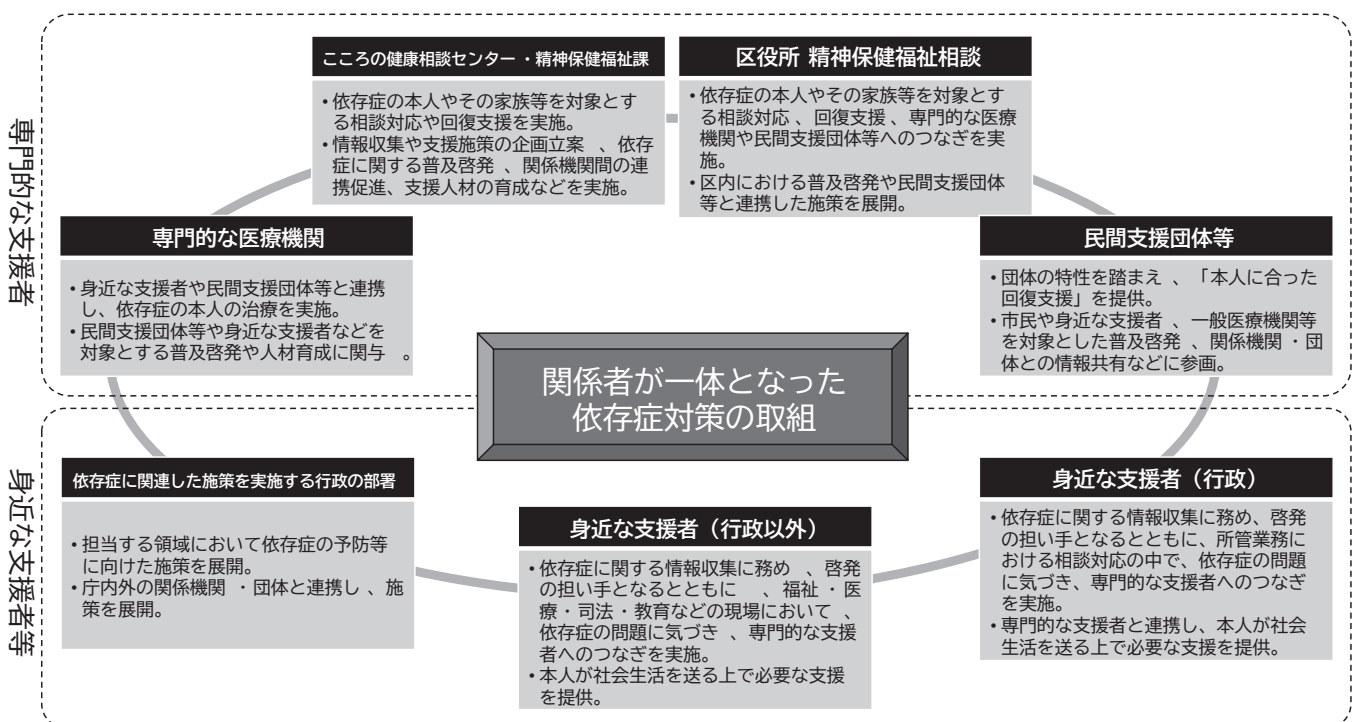 専門的な支援者
こころの健康相談センター・精神保健福祉課
・依存症の本人やその家族等を対象とす
る相談対応や回復支援を実施。
・情報収集や支援施策の企画立案、依存
症に関する普及啓発、関係機関間の連
携促進、支援人材の育成などを実施。
区役所 精神保健福祉相談
・依存症の本人やその家族等を対象とす
る相談対応、回復支援、専門的な医療
機関や民間支援団体等へのつなぎを実
施。
・区内における普及啓発や民間支援団体
等と連携した施策を展開。
専門的な医療機関
・身近な支援者や民間支援団体等と連携
し、依存症の本人の治療を実施。
・民間支援団体等や身近な支援者などを
対象とする普及啓発や人材育成に関与。
民間支援団体等
・団体の特性を踏まえ、「本人に合った
回復支援」を提供。
・市民や身近な支援者、一般医療機関等
を対象とした普及啓発、関係機関・団
体との情報共有などに参画。
関係者が一体となった
依存症対策の取組
身近な支援者等
依存症に関連した施策を実施する行政の部署
・担当する領域において依存症の予防等
に向けた施策を展開。
・庁内外の関係機関・団体と連携し、施
策を展開。
身近な支援者（行政以外）
・依存症に関する情報収集に務め、啓発
の担い手となるとともに、福祉・医
療・司法・教育などの現場において、
依存症の問題に気づき、専門的な支援
者へのつなぎを実施。
・本人が社会生活を送る上で必要な支援
を提供。
身近な支援者（行政）
・依存症に関する情報収集に務め、啓発
の担い手となるとともに、所管業務に
おける相談対応の中で、依存症の問題
に気づき、専門的な支援者へのつなぎ
を実施。
・専門的な支援者と連携し、本人が社会
生活を送る上で必要な支援を提供。